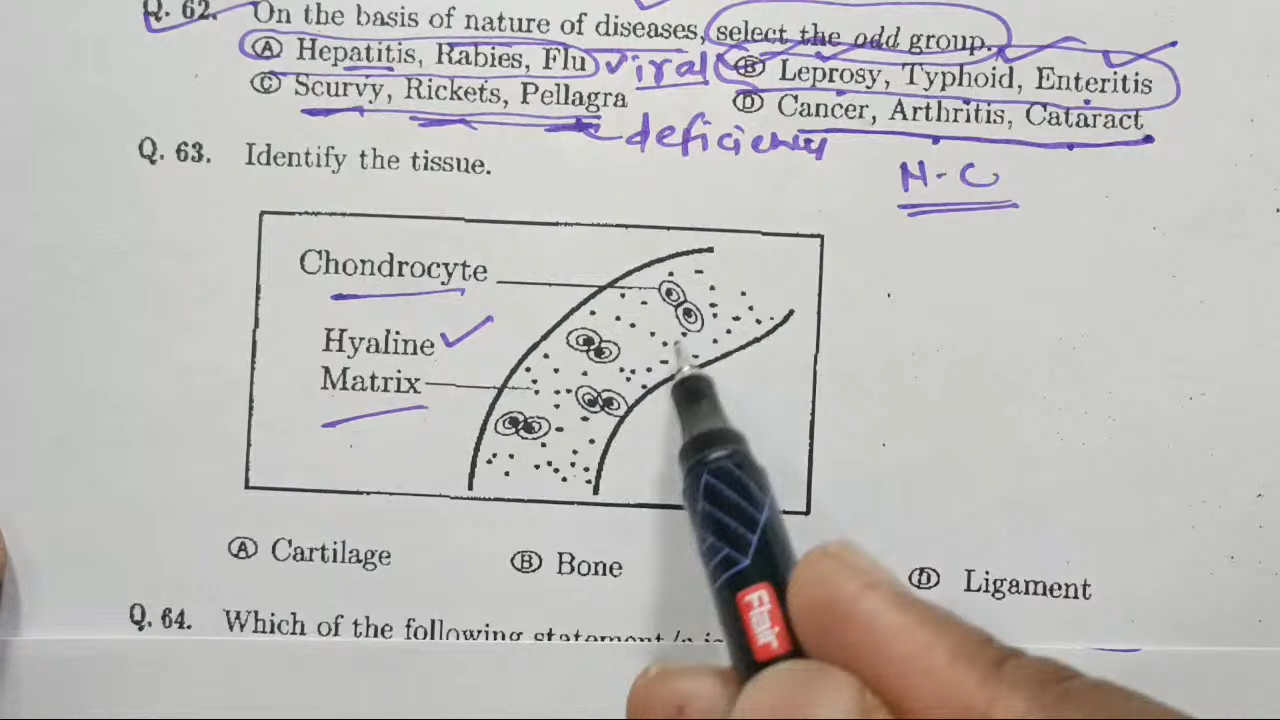 Q. 62. On the basis of nature of diseases, select the odd group.
Ⓐ Hepatitis, Rabies, Flu viral Ⓑ Leprosy, Typhoid, Enteritis
Ⓒ Scurvy, Rickets, Pellagra Ⓓ Cancer, Arthritis, Cataract
deficiency
N-C
Q. 63. Identify the tissue.
Chondrocyte
Hyaline
Matrix
Ⓐ Cartilage Ⓑ Bone Ⓓ Ligament
Q. 64. Which of the following statement/s is
Flair